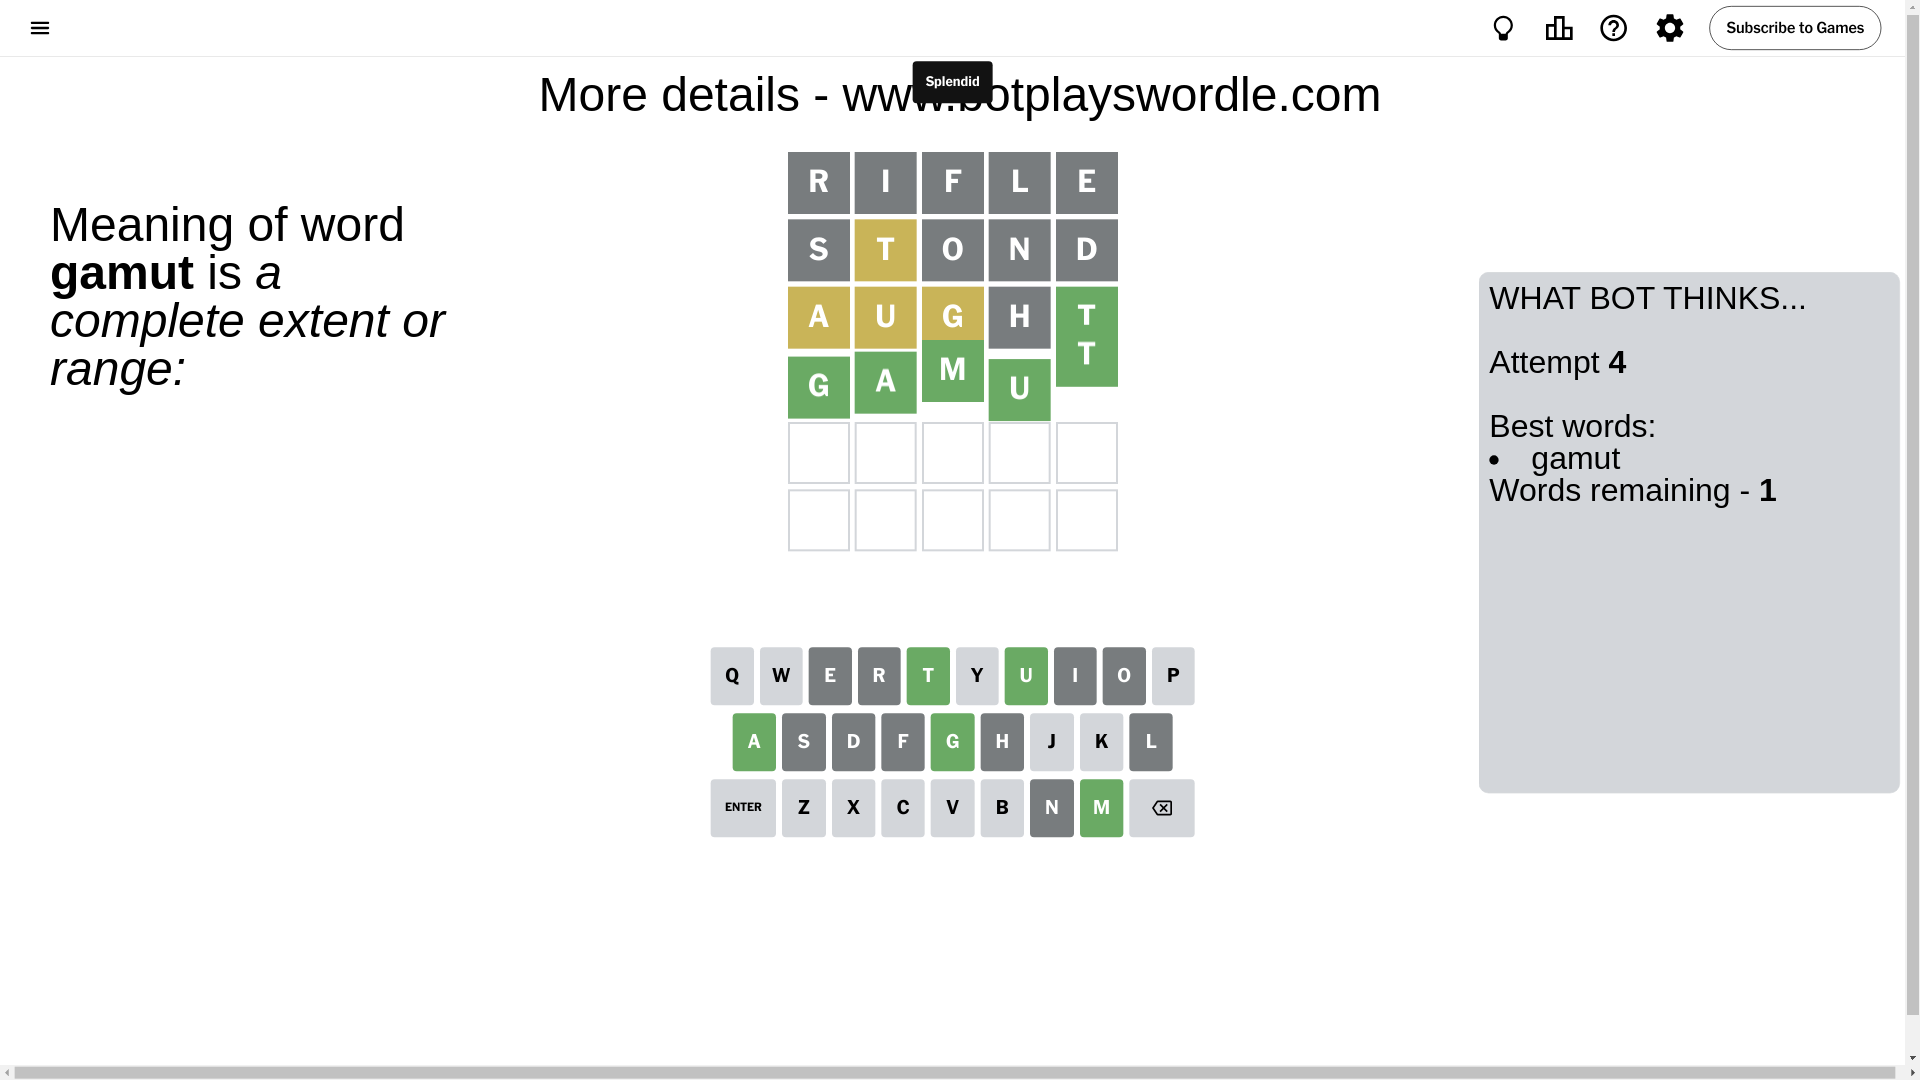 Subscribe to Games
Splendid
More details - www.botplayswordle.com
Meaning of word
gamut is a
complete extent or
range:
R I F L E
S T O N D
A U G H T
G A M U T
WHAT BOT THINKS...
Attempt 4
Best words:
• gamut
Words remaining - 1
Q W E R T Y U I O P
A S D F G H J K L
ENTER Z X C V B N M